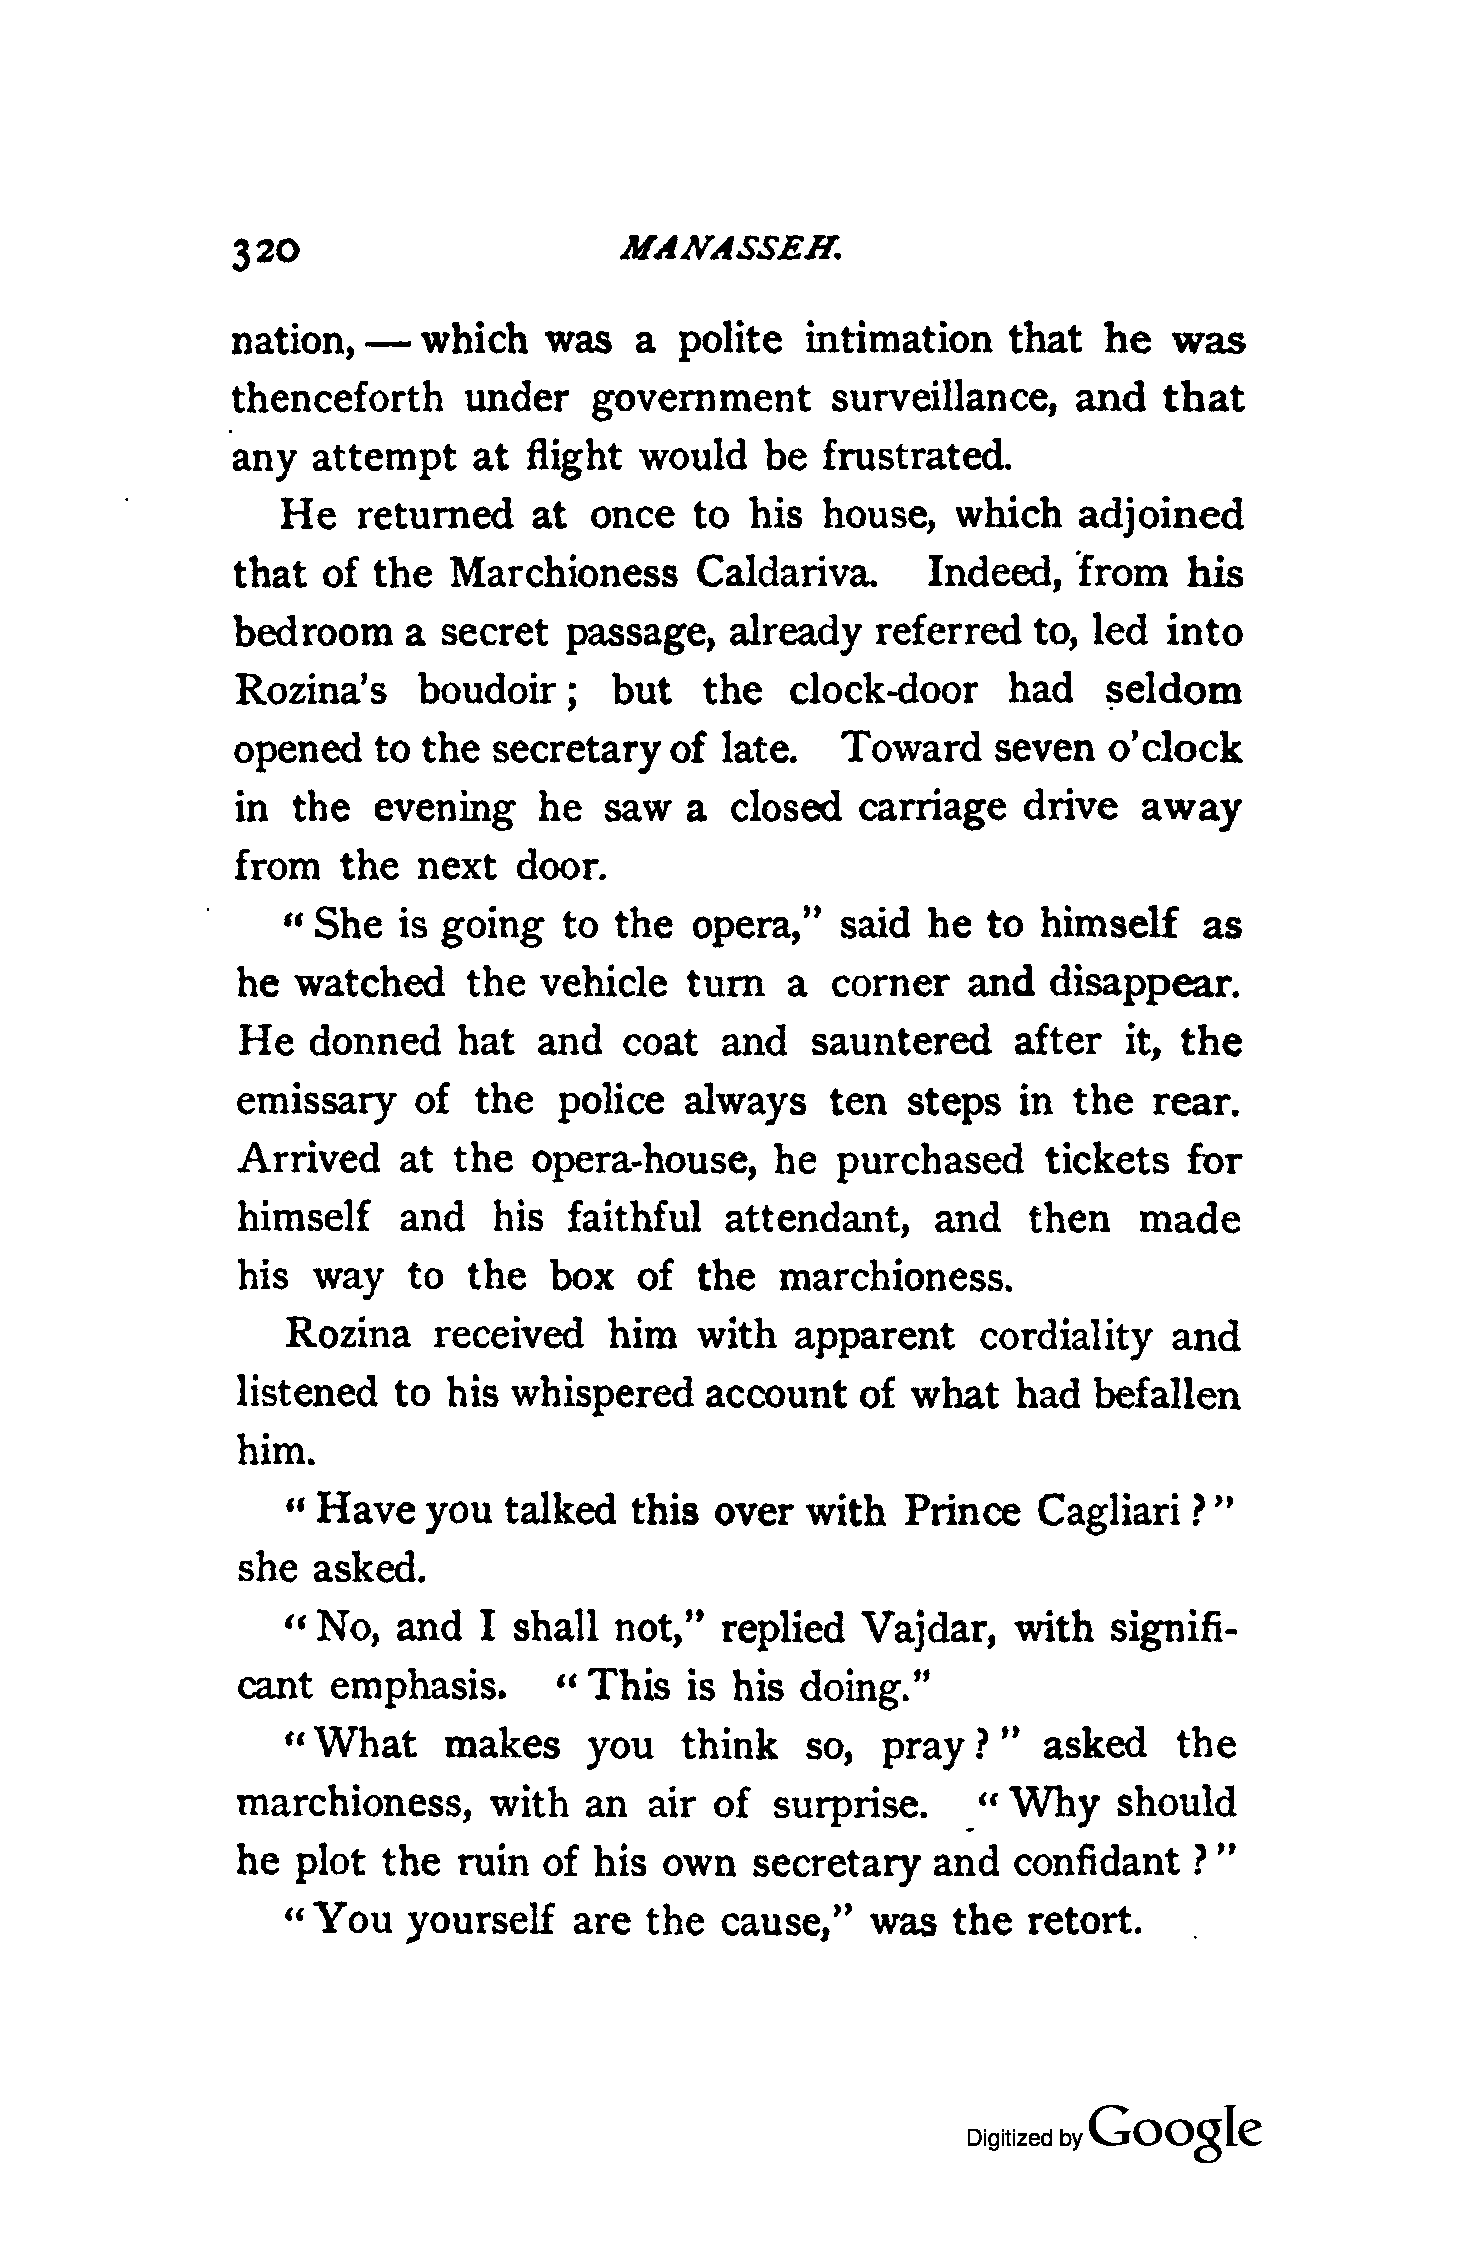 320 MANASSEH.
nation, — which was a polite intimation that he was
thenceforth under government surveillance, and that
any attempt at flight would be frustrated.
He returned at once to his house, which adjoined
that of the Marchioness Caldariva. Indeed, from his
bedroom a secret passage, already referred to, led into
Rozina's boudoir; but the clock-door had seldom
opened to the secretary of late. Toward seven o'clock
in the evening he saw a closed carriage drive away
from the next door.
"She is going to the opera," said he to himself as
he watched the vehicle turn a corner and disappear.
He donned hat and coat and sauntered after it, the
emissary of the police always ten steps in the rear.
Arrived at the opera-house, he purchased tickets for
himself and his faithful attendant, and then made
his way to the box of the marchioness.
Rozina received him with apparent cordiality and
listened to his whispered account of what had befallen
him.
"Have you talked this over with Prince Cagliari?"
she asked.
"No, and I shall not," replied Vajdar, with signifi-
cant emphasis. "This is his doing."
"What makes you think so, pray?" asked the
marchioness, with an air of surprise. "Why should
he plot the ruin of his own secretary and confidant?"
"You yourself are the cause," was the retort.
Digitized by Google